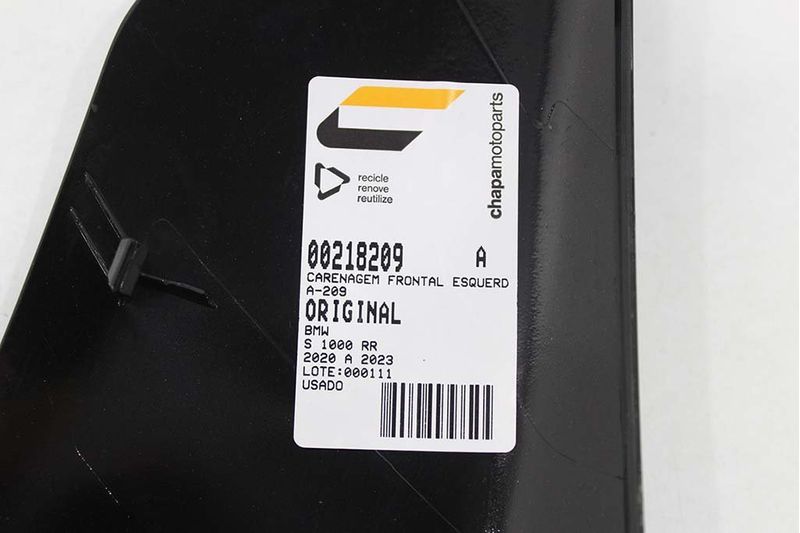 chapamotoparts
recicle
renove
reutilize
00218209 A
CARENAGEM FRONTAL ESQUERD
A-209
ORIGINAL
BMW
S 1000 RR
2020 A 2023
LOTE:000111
USADO